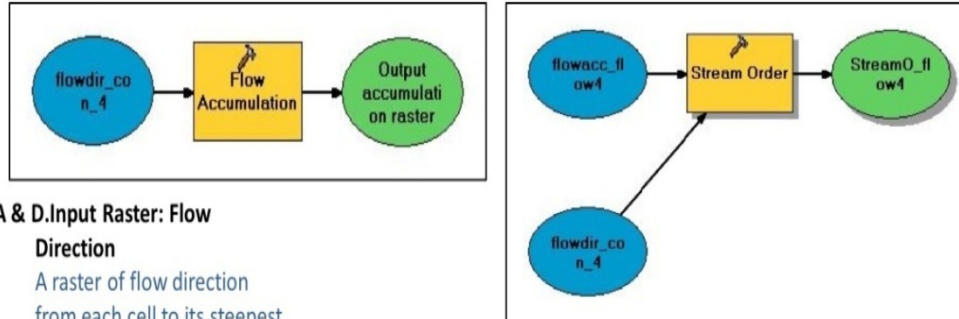 flowdir_co
n_4
Flow
Accumulation
Output
accumulati
on raster
flowacc_fl
ow4
Stream Order
StreamO_fl
ow4
flowdir_co
n_4
A & D.Input Raster: Flow
Direction
A raster of flow direction
from each cell to its steepest